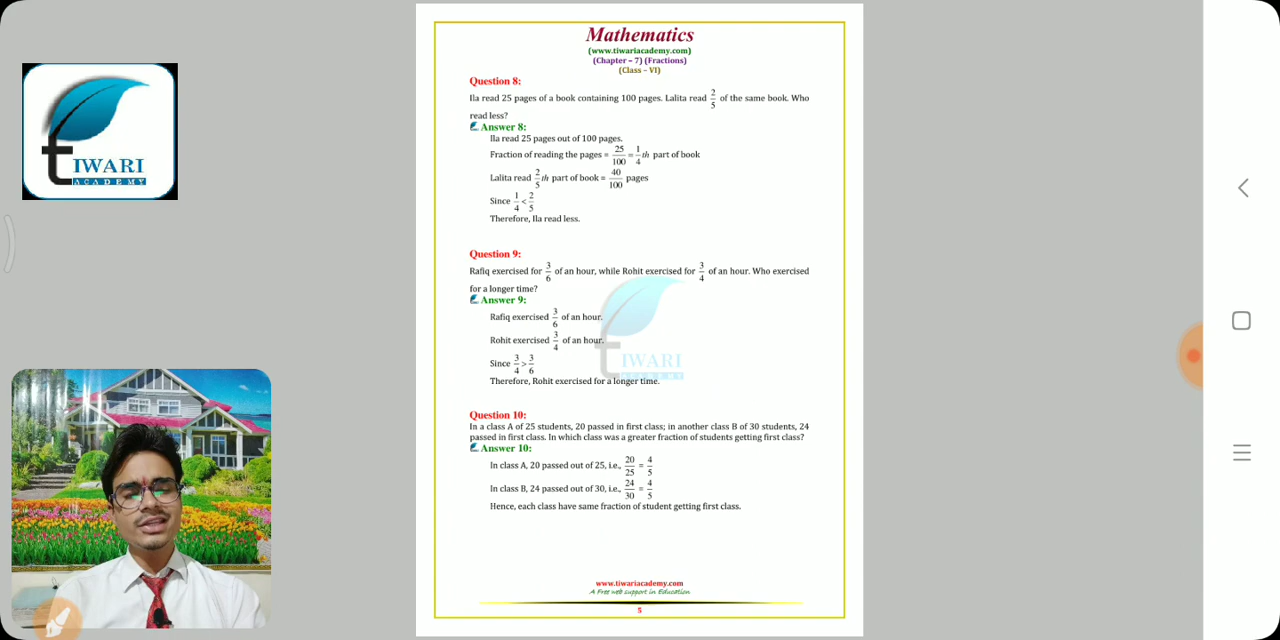 Mathematics
(www.tiwariacademy.com)
(Chapter – 7) (Fractions)
(Class – VI)
Question 8:
Ila read 25 pages of a book containing 100 pages. Lalita read 2/5 of the same book. Who
read less?
Answer 8:
Ila read 25 pages out of 100 pages.
Fraction of reading the pages = 25/100 = 1/4 th part of book
Lalita read 2/5 th part of book = 40/100 pages
Since 1/4 < 2/5
Therefore, Ila read less.
Question 9:
Rafiq exercised for 3/6 of an hour, while Rohit exercised for 3/4 of an hour. Who exercised
for a longer time?
Answer 9:
Rafiq exercised 3/6 of an hour.
Rohit exercised 3/4 of an hour.
Since 3/4 > 3/6
Therefore, Rohit exercised for a longer time.
Question 10:
In a class A of 25 students, 20 passed in first class; in another class B of 30 students, 24
passed in first class. In which class was a greater fraction of students getting first class?
Answer 10:
In class A, 20 passed out of 25, i.e., 20/25 = 4/5
In class B, 24 passed out of 30, i.e., 24/30 = 4/5
Hence, each class have same fraction of student getting first class.
www.tiwariacademy.com
A Free web support in Education
5
TIWARI
ACADEMY
TIWARI
ACADEMY